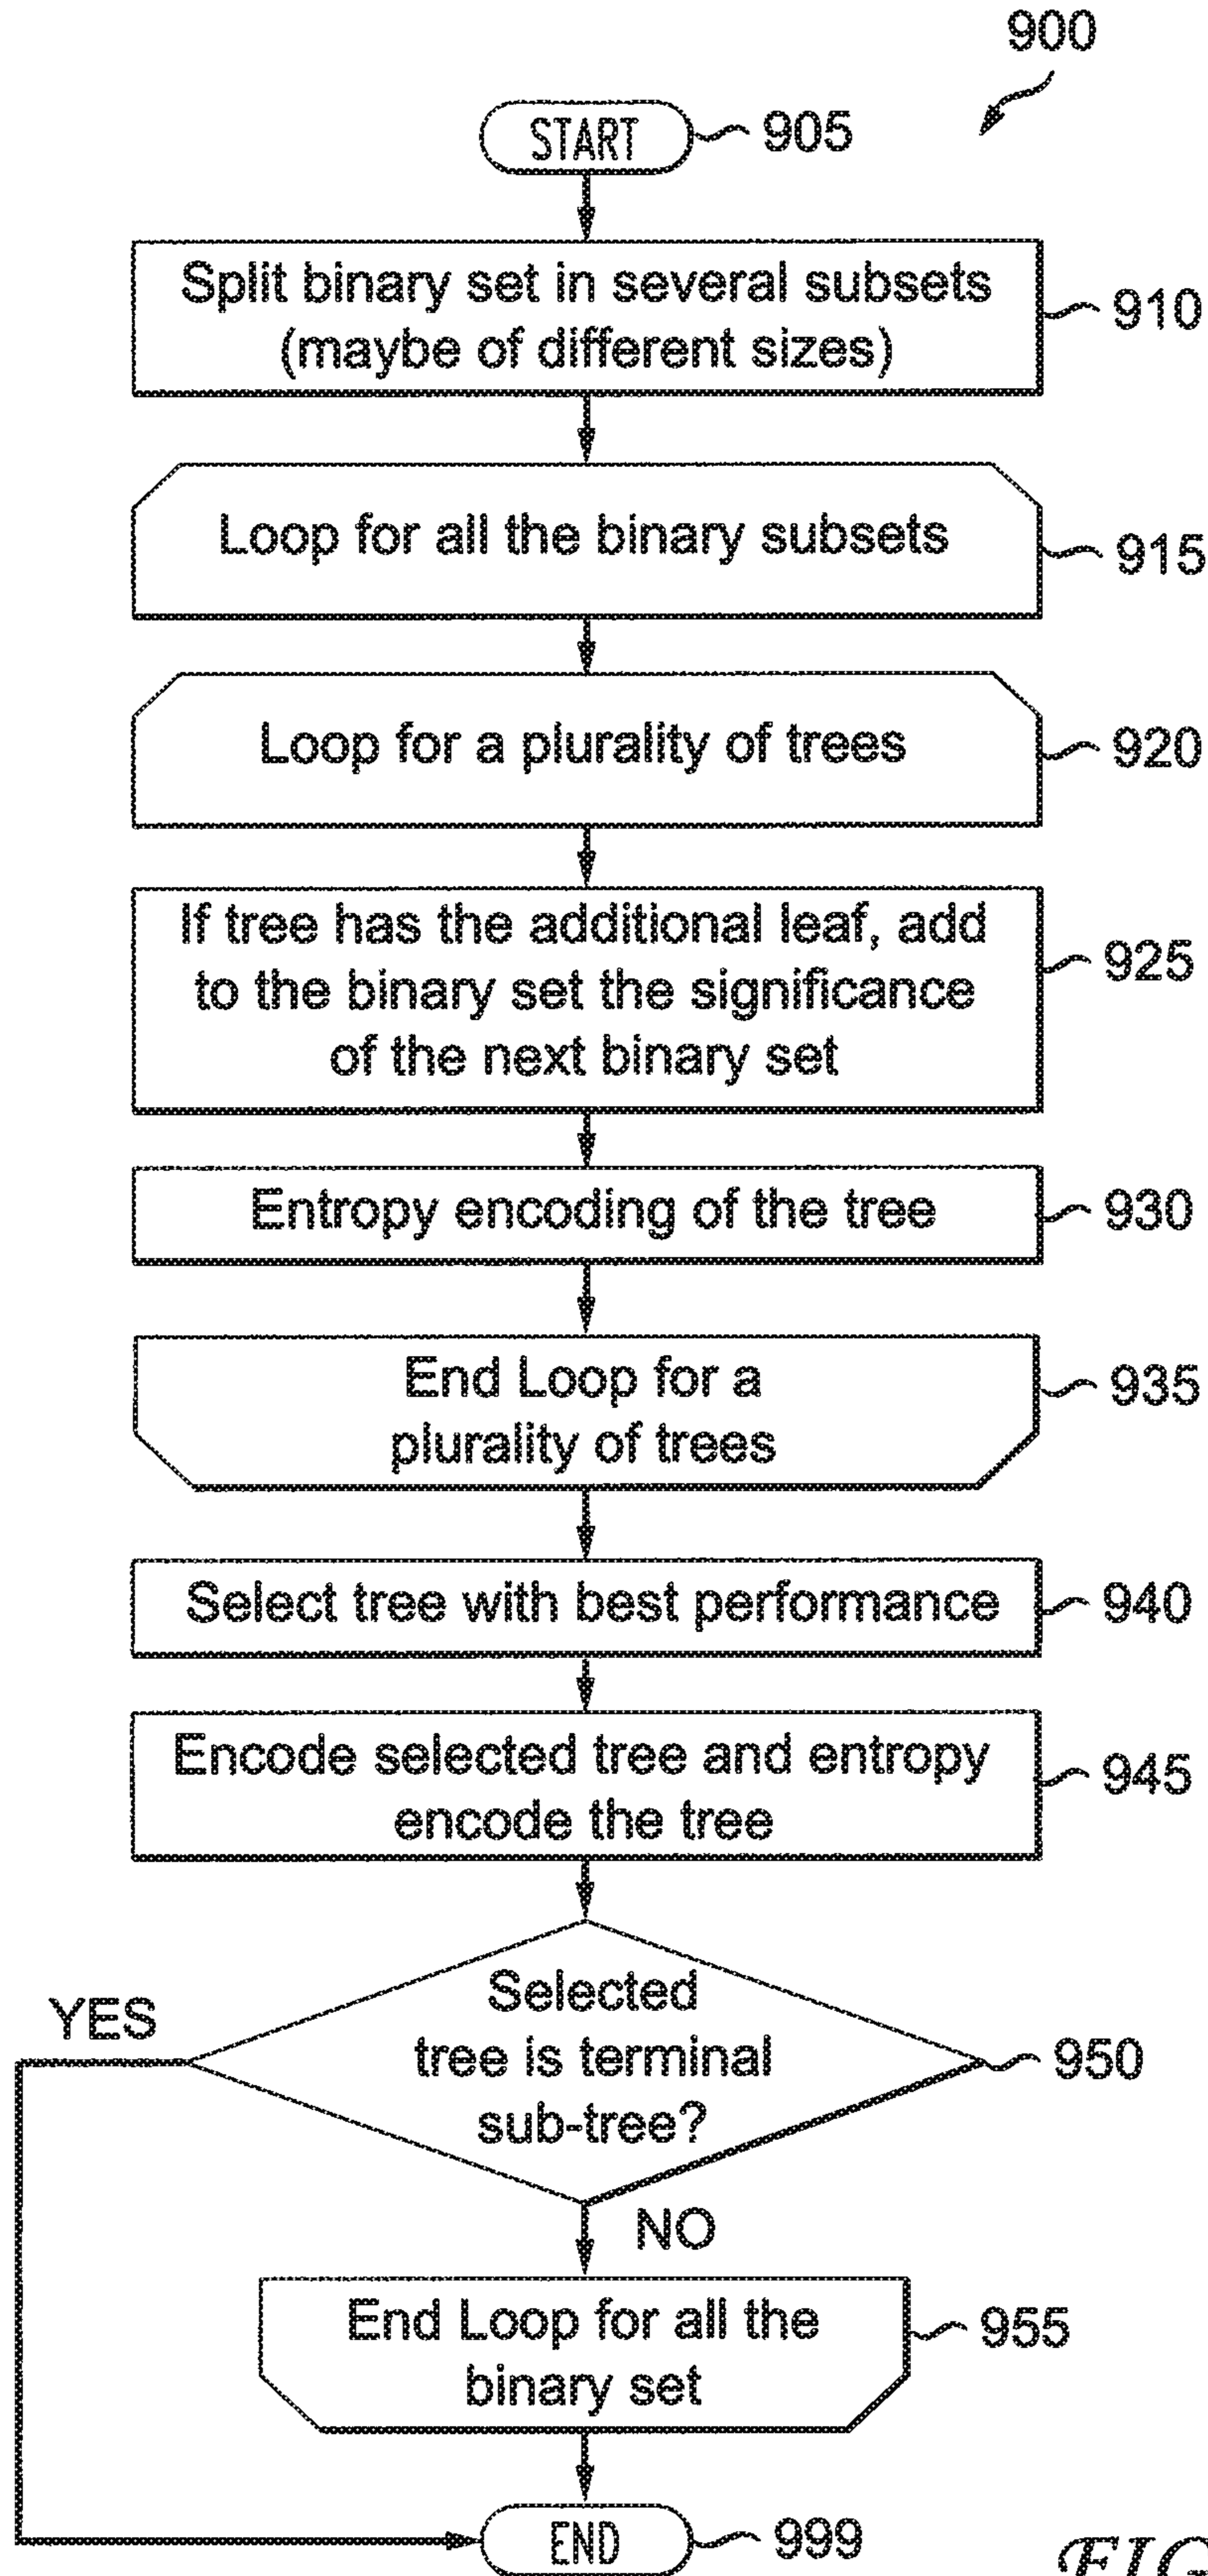 900
START
905
Split binary set in several subsets
(maybe of different sizes)
910
Loop for all the binary subsets
915
Loop for a plurality of trees
920
If tree has the additional leaf, add
to the binary set the significance
of the next binary set
925
Entropy encoding of the tree
930
End Loop for a
plurality of trees
935
Select tree with best performance
940
Encode selected tree and entropy
encode the tree
945
YES
Selected
tree is terminal
sub-tree?
950
NO
End Loop for all the
binary set
955
END
999